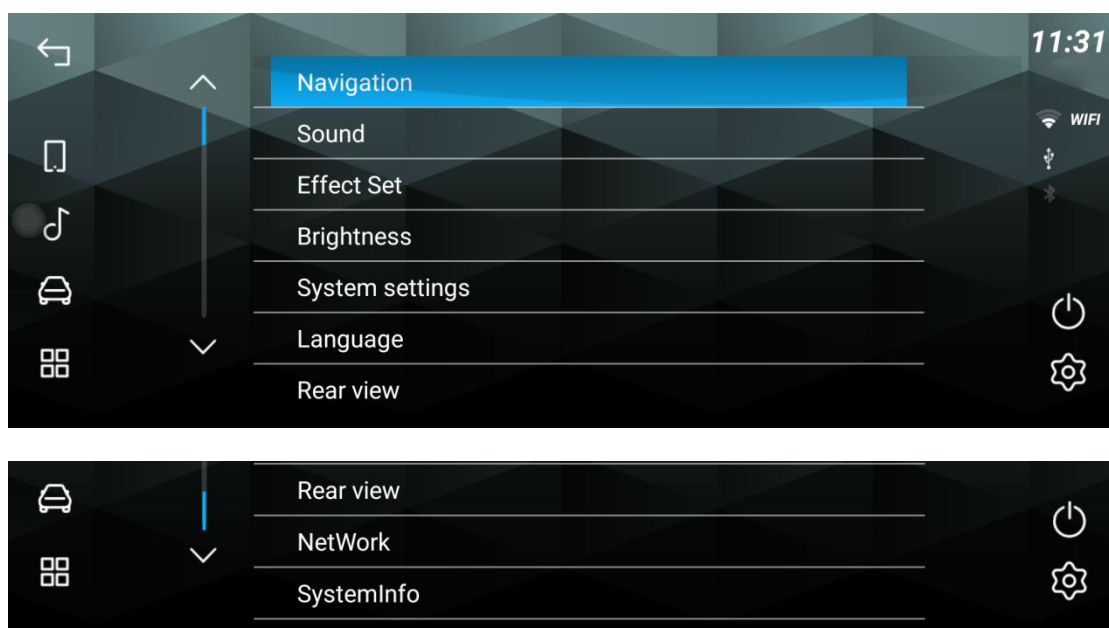 11:31
Navigation
WIFI
Sound
Effect Set
Brightness
System settings
Language
Rear view
Rear view
NetWork
SystemInfo